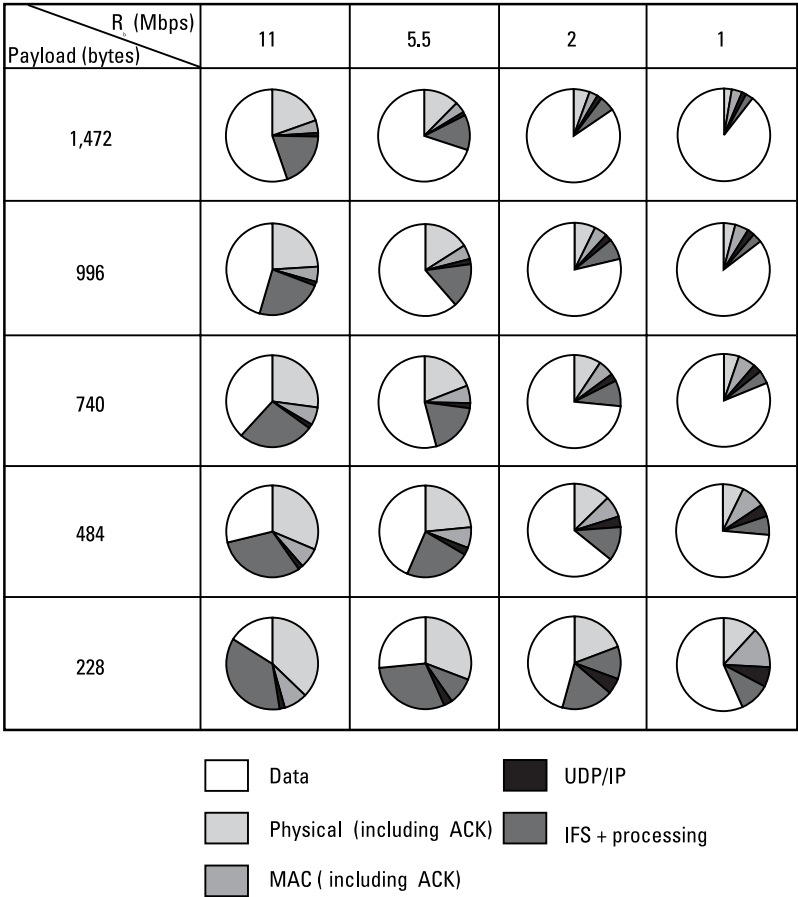 R_b (Mbps)
Payload (bytes)
11
5.5
2
1
1,472
996
740
484
228
Data
UDP/IP
Physical (including ACK)
IFS + processing
MAC ( including ACK)